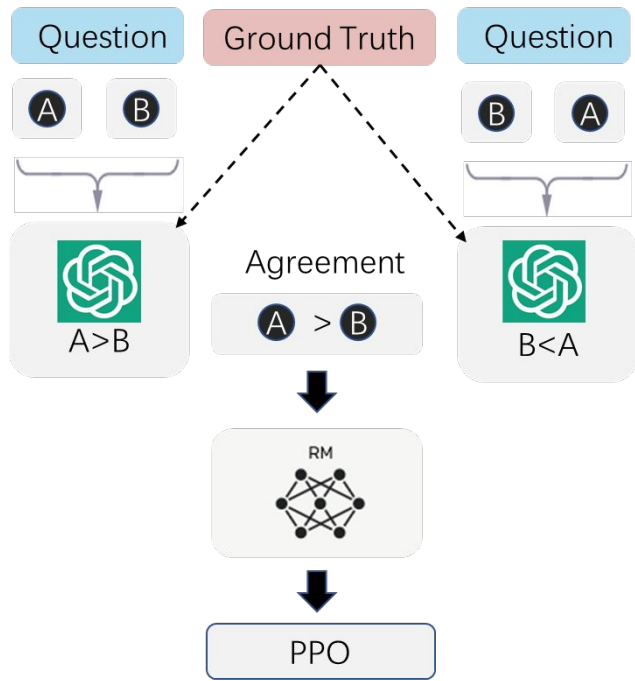 Question
Ground Truth
Question
A
B
B
A
A>B
Agreement
A > B
B<A
RM
PPO